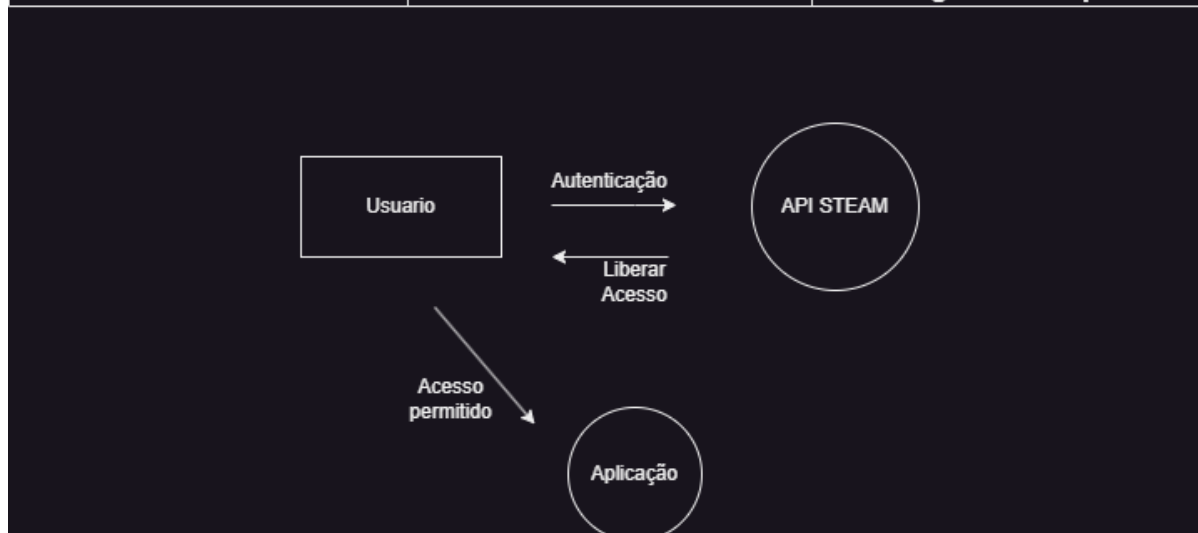 Usuario
Autenticação
API STEAM
Liberar
Acesso
Acesso
permitido
Aplicação